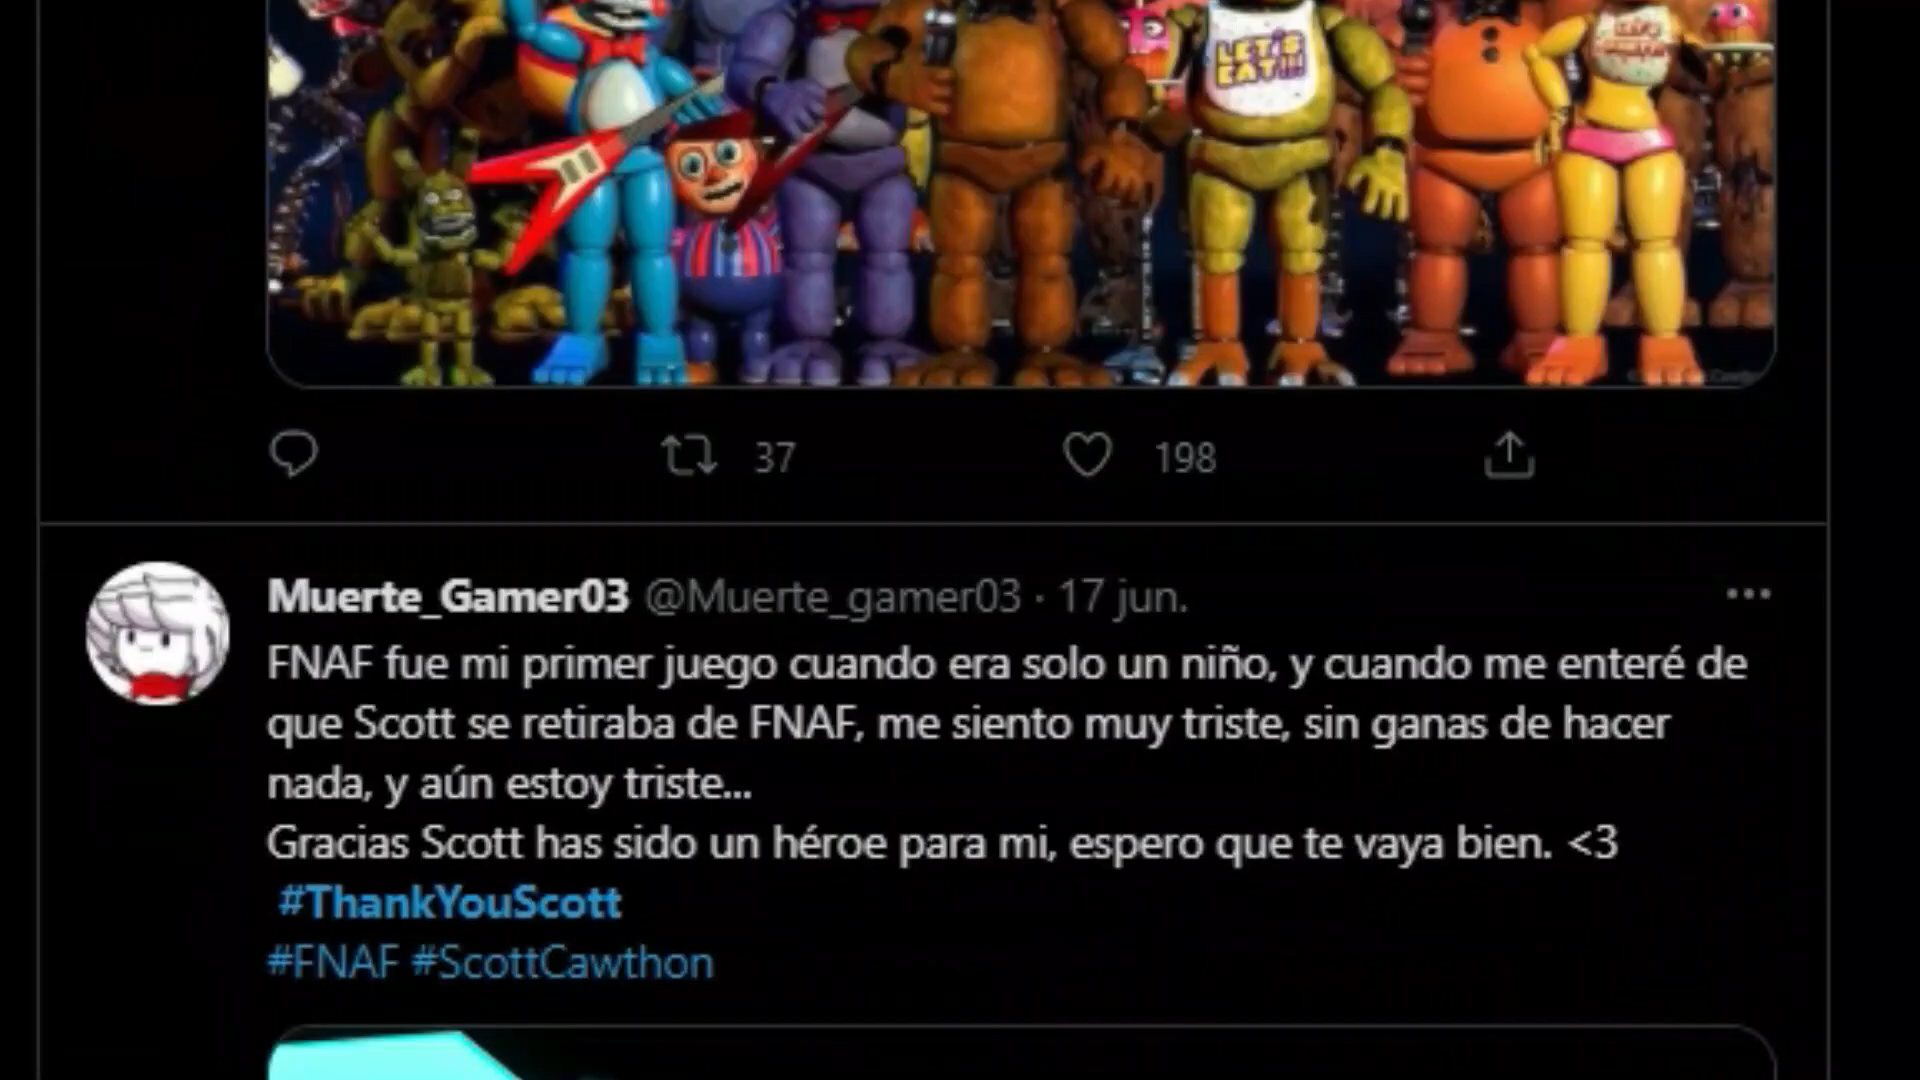 LET'S
EAT!!!
37
198
Muerte_Gamer03 @Muerte_gamer03 · 17 jun.
FNAF fue mi primer juego cuando era solo un niño, y cuando me enteré de
que Scott se retiraba de FNAF, me siento muy triste, sin ganas de hacer
nada, y aún estoy triste...
Gracias Scott has sido un héroe para mi, espero que te vaya bien. <3
#ThankYouScott
#FNAF #ScottCawthon